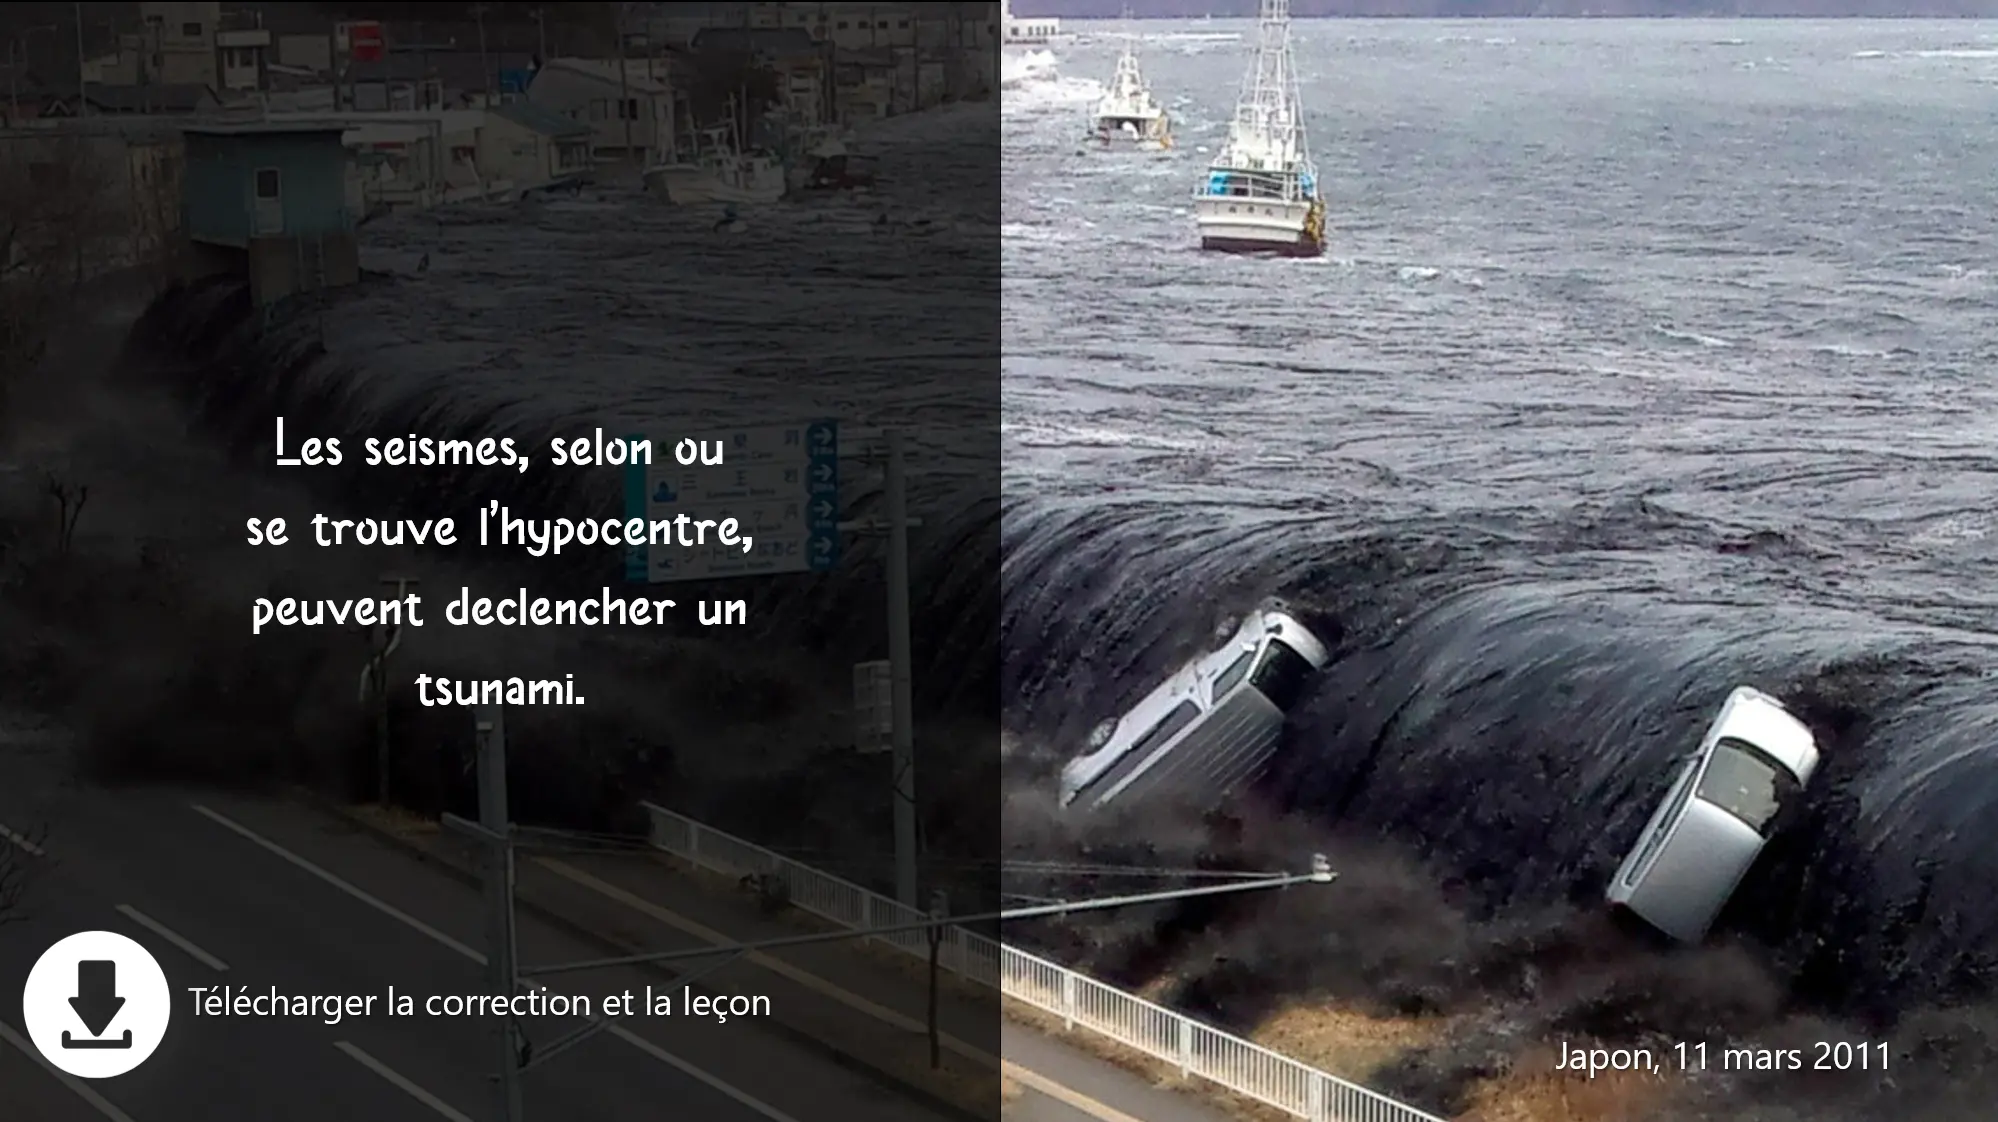 Les seismes, selon ou
se trouve l'hypocentre,
peuvent declencher un
tsunami.
Télécharger la correction et la leçon
Japon, 11 mars 2011